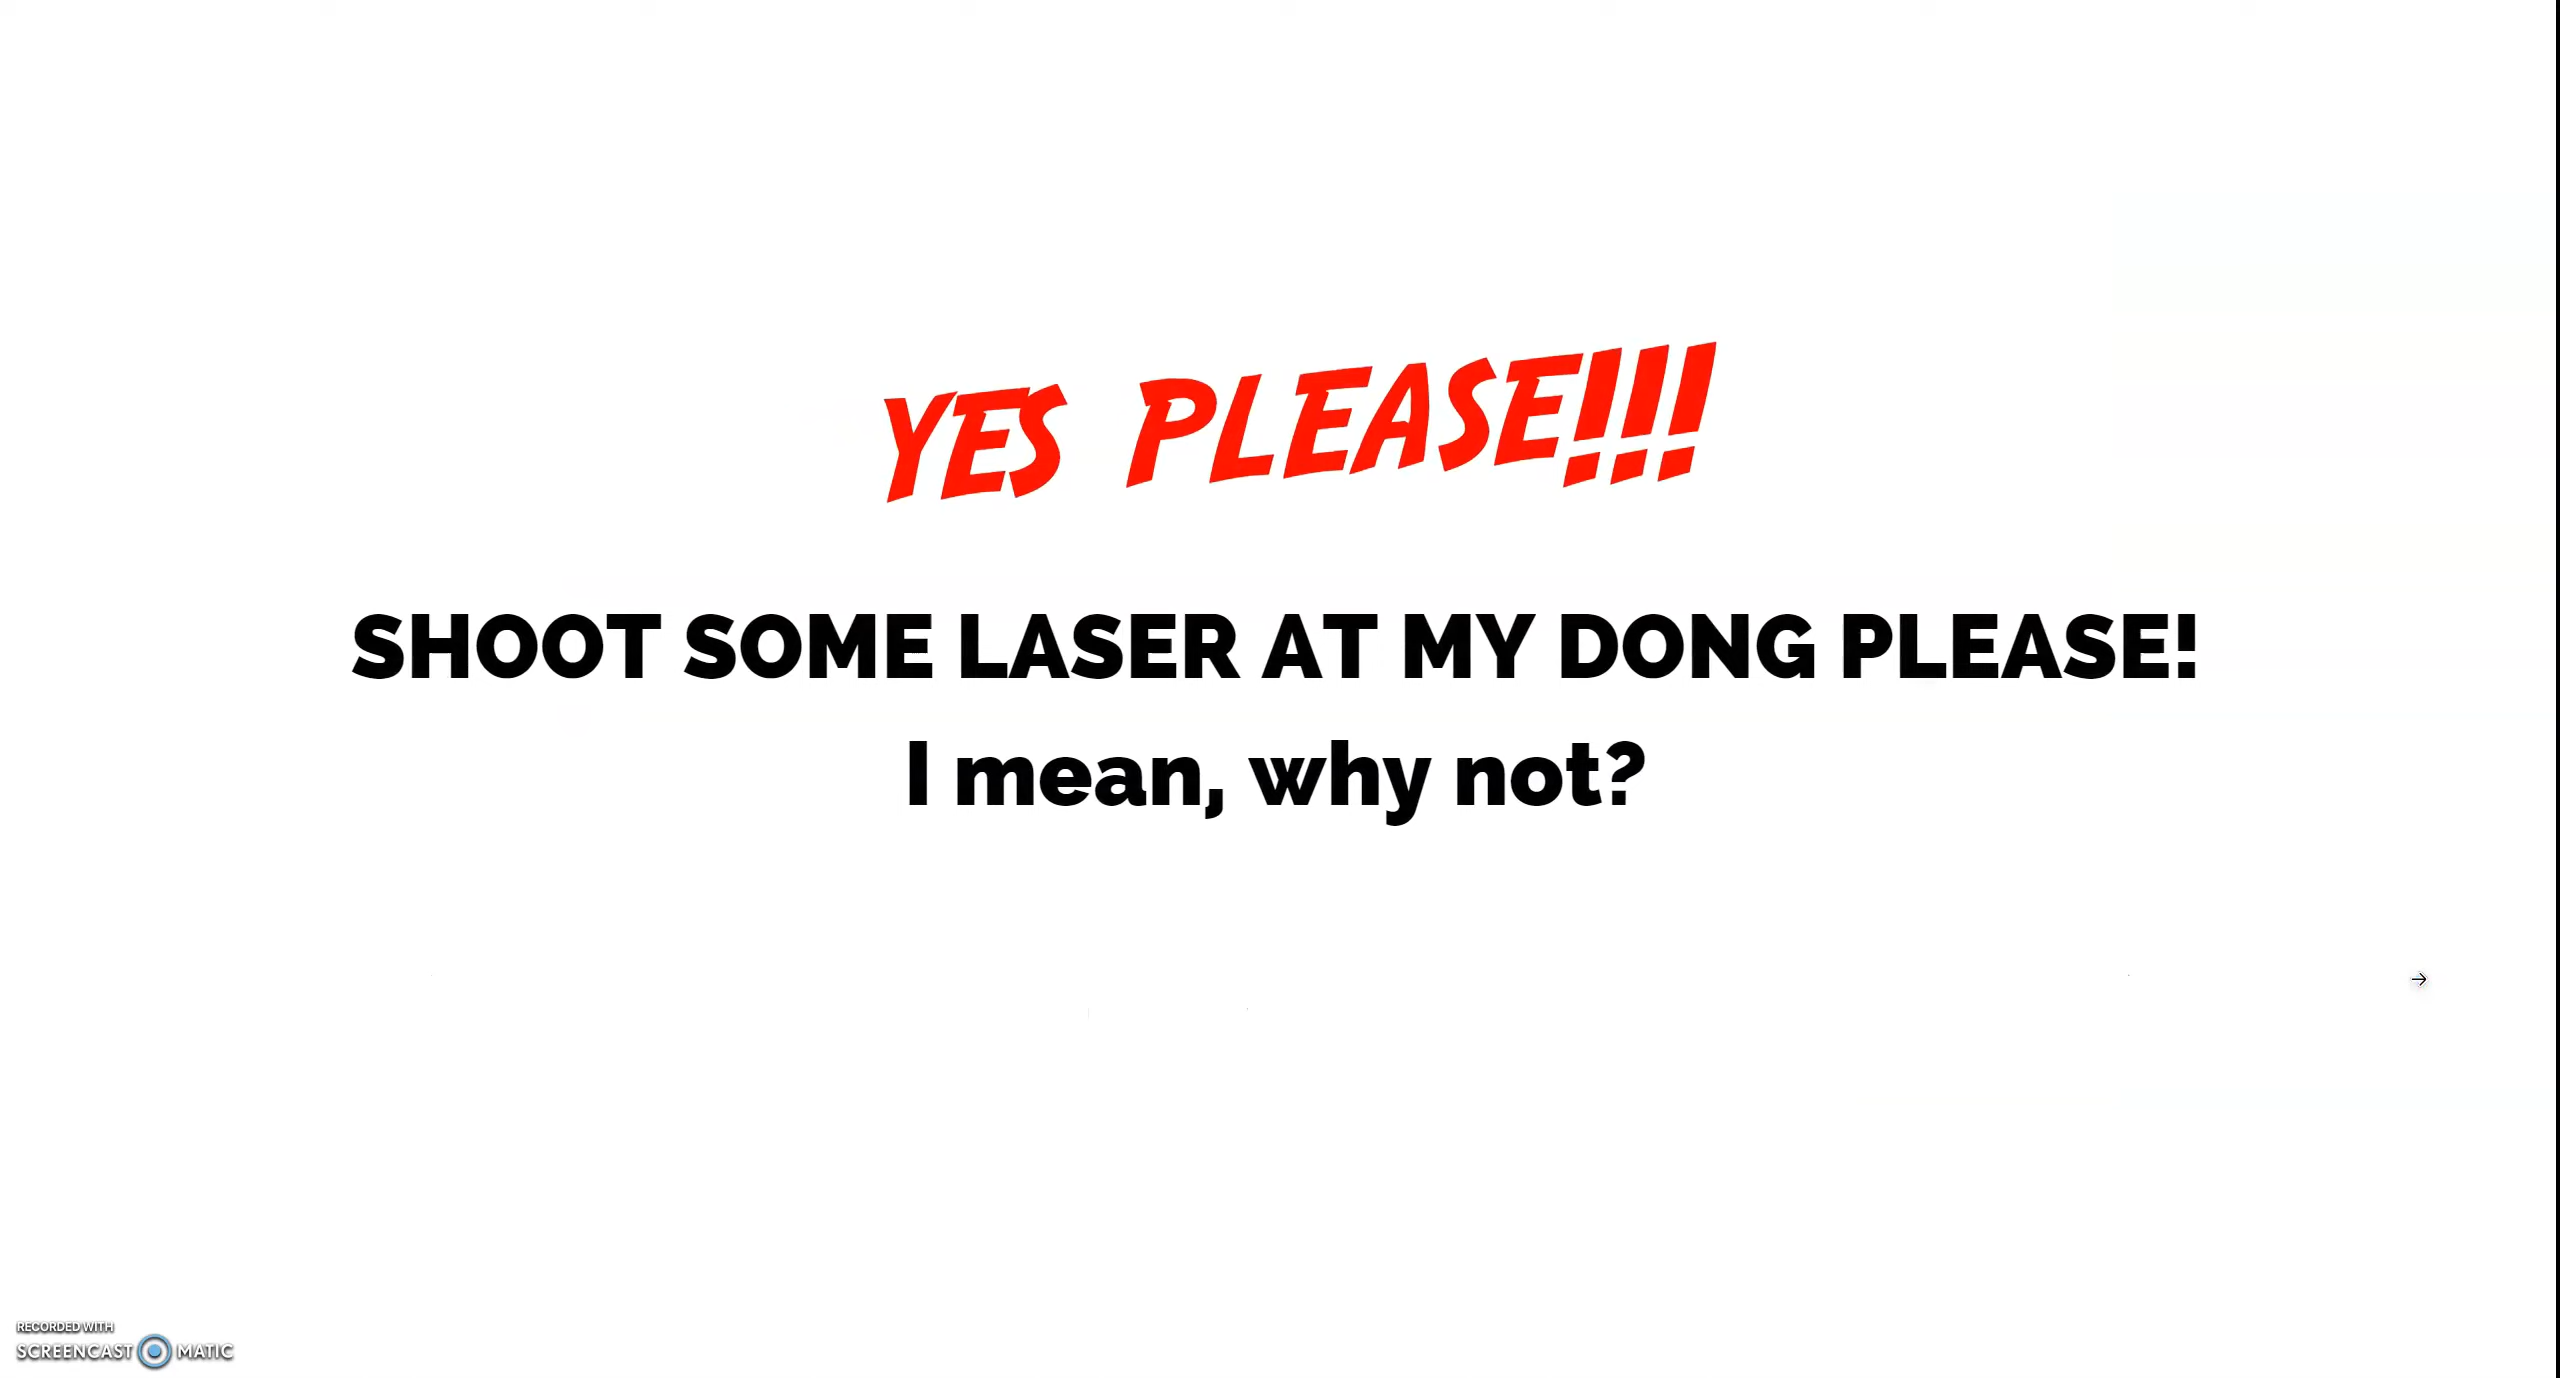 YES PLEASE!!!
SHOOT SOME LASER AT MY DONG PLEASE!
I mean, why not?
RECORDED WITH
SCREENCAST MATIC